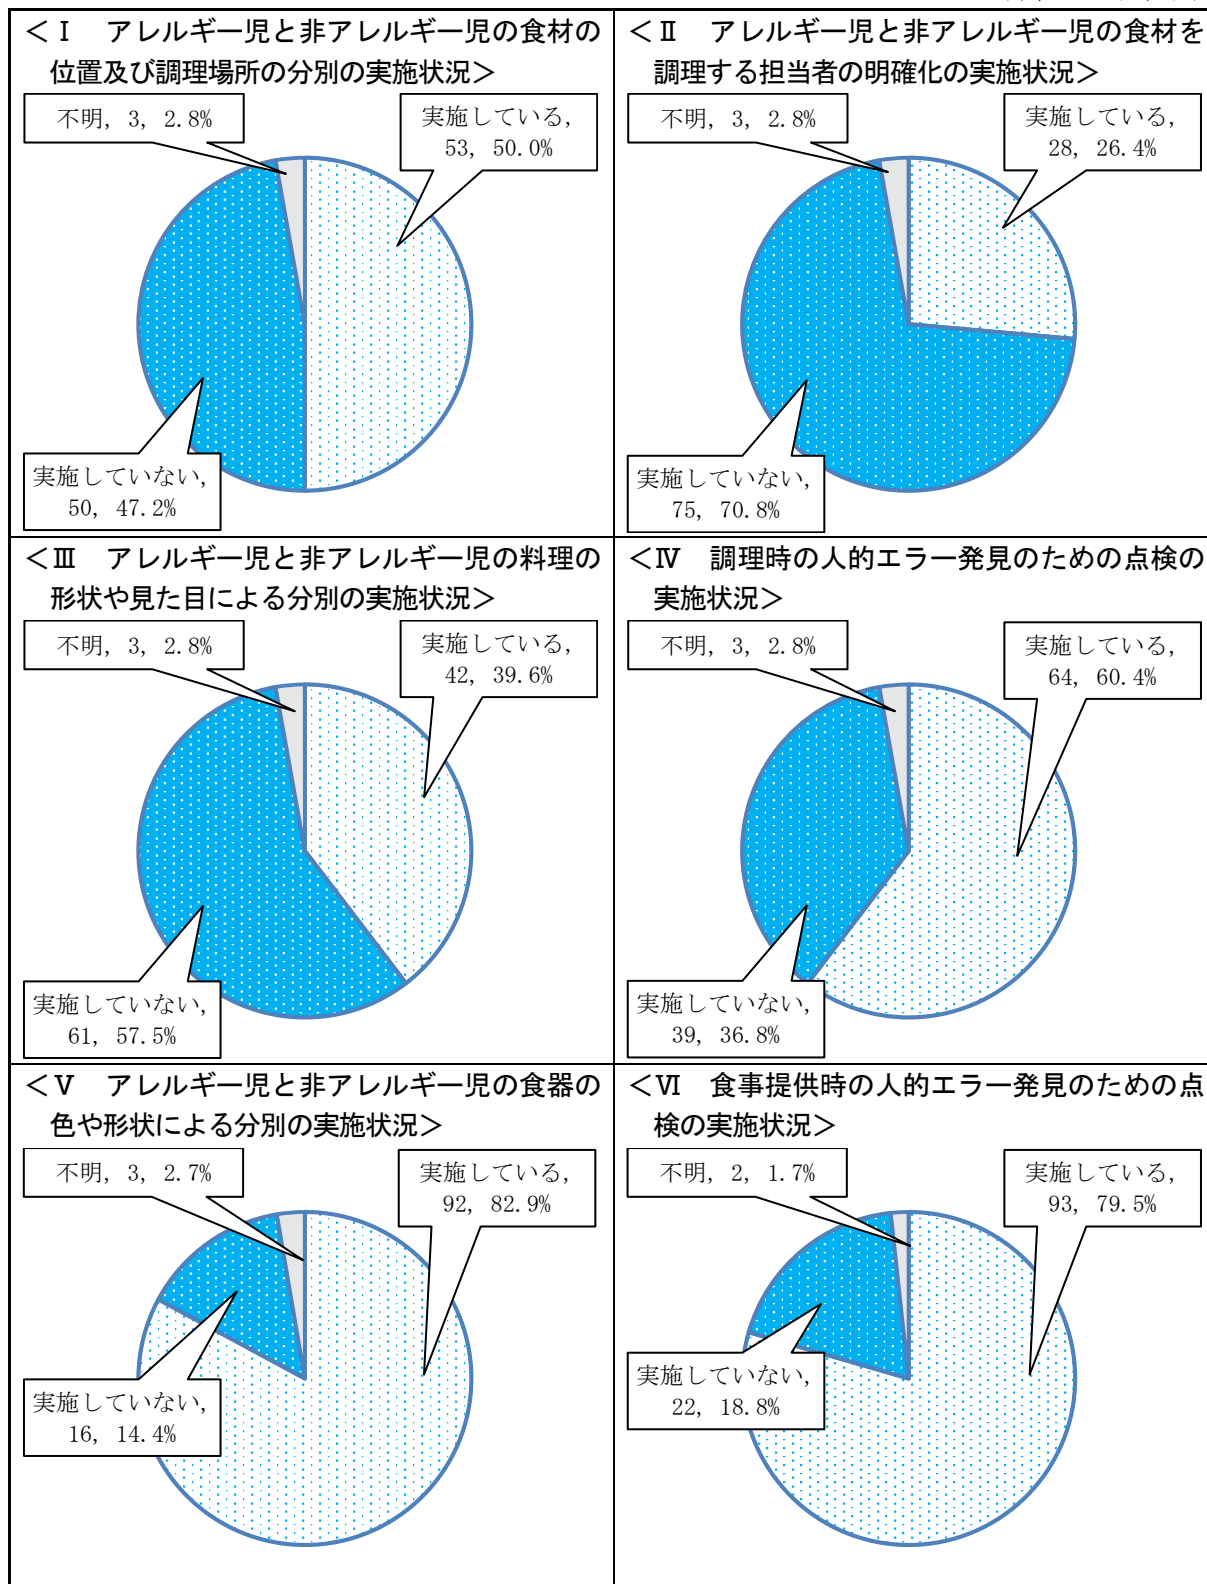 ＜Ⅰ　アレルギー児と非アレルギー児の食材の
位置及び調理場所の分別の実施状況＞
不明, 3, 2.8%
実施している,
53, 50.0%
実施していない,
50, 47.2%
＜Ⅱ　アレルギー児と非アレルギー児の食材を
調理する担当者の明確化の実施状況＞
不明, 3, 2.8%
実施している,
28, 26.4%
実施していない,
75, 70.8%
＜Ⅲ　アレルギー児と非アレルギー児の料理の
形状や見た目による分別の実施状況＞
不明, 3, 2.8%
実施している,
42, 39.6%
実施していない,
61, 57.5%
＜Ⅳ　調理時の人的エラー発見のための点検の
実施状況＞
不明, 3, 2.8%
実施している,
64, 60.4%
実施していない,
39, 36.8%
＜Ⅴ　アレルギー児と非アレルギー児の食器の
色や形状による分別の実施状況＞
不明, 3, 2.7%
実施している,
92, 82.9%
実施していない,
16, 14.4%
＜Ⅵ　食事提供時の人的エラー発見のための点
検の実施状況＞
不明, 2, 1.7%
実施している,
93, 79.5%
実施していない,
22, 18.8%